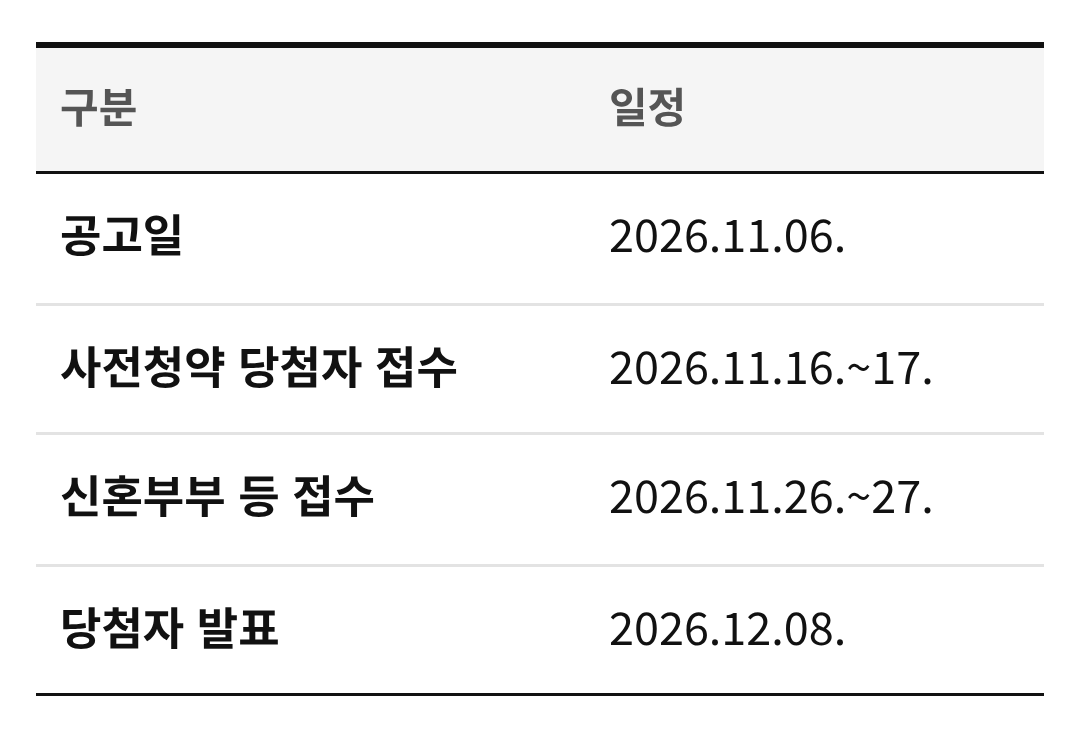 구분 일정
공고일 2026.11.06.
사전청약 당첨자 접수 2026.11.16.~17.
신혼부부 등 접수 2026.11.26.~27.
당첨자 발표 2026.12.08.